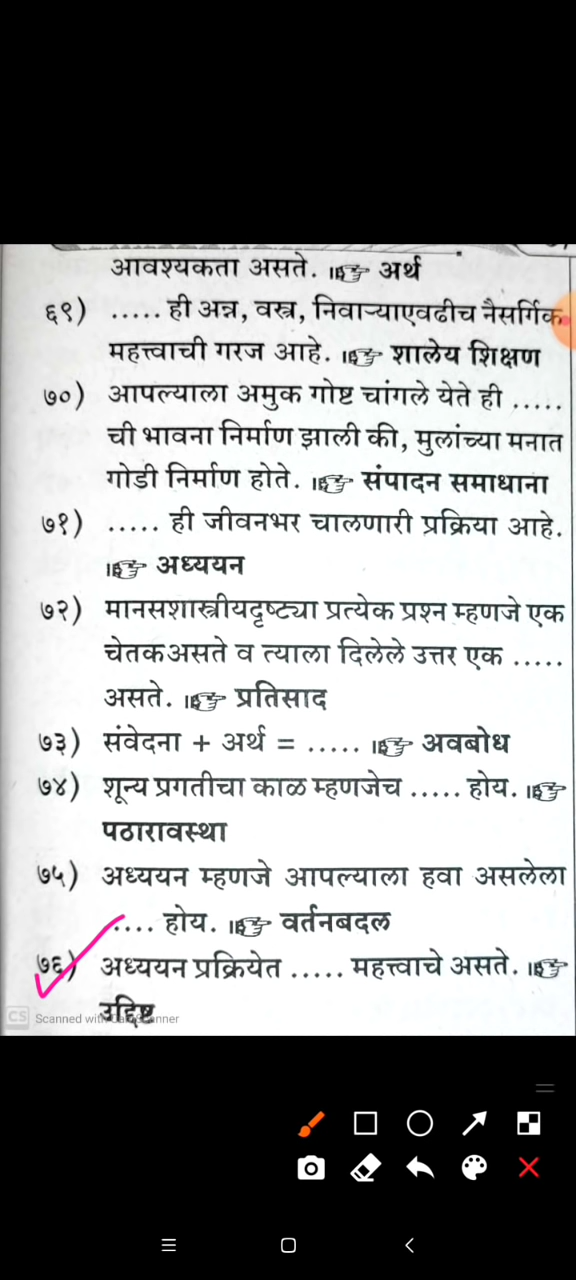 आवश्यकता असते. ☞ अर्थ
६९) ..... ही अन्न, वस्त्र, निवाऱ्याएवढीच नैसर्गिक
महत्त्वाची गरज आहे. ☞ शालेय शिक्षण
७०) आपल्याला अमुक गोष्ट चांगले येते ही .....
ची भावना निर्माण झाली की, मुलांच्या मनात
गोडी निर्माण होते. ☞ संपादन समाधाना
७१) ..... ही जीवनभर चालणारी प्रक्रिया आहे.
☞ अध्ययन
७२) मानसशास्त्रीयदृष्ट्या प्रत्येक प्रश्न म्हणजे एक
चेतकअसते व त्याला दिलेले उत्तर एक .....
असते. ☞ प्रतिसाद
७३) संवेदना + अर्थ = ..... ☞ अवबोध
७४) शून्य प्रगतीचा काळ म्हणजेच ..... होय. ☞
पठारावस्था
७५) अध्ययन म्हणजे आपल्याला हवा असलेला
.... होय. ☞ वर्तनबदल
७६) अध्ययन प्रक्रियेत ..... महत्त्वाचे असते. ☞
उद्दिष्ट
CS Scanned with CamScanner